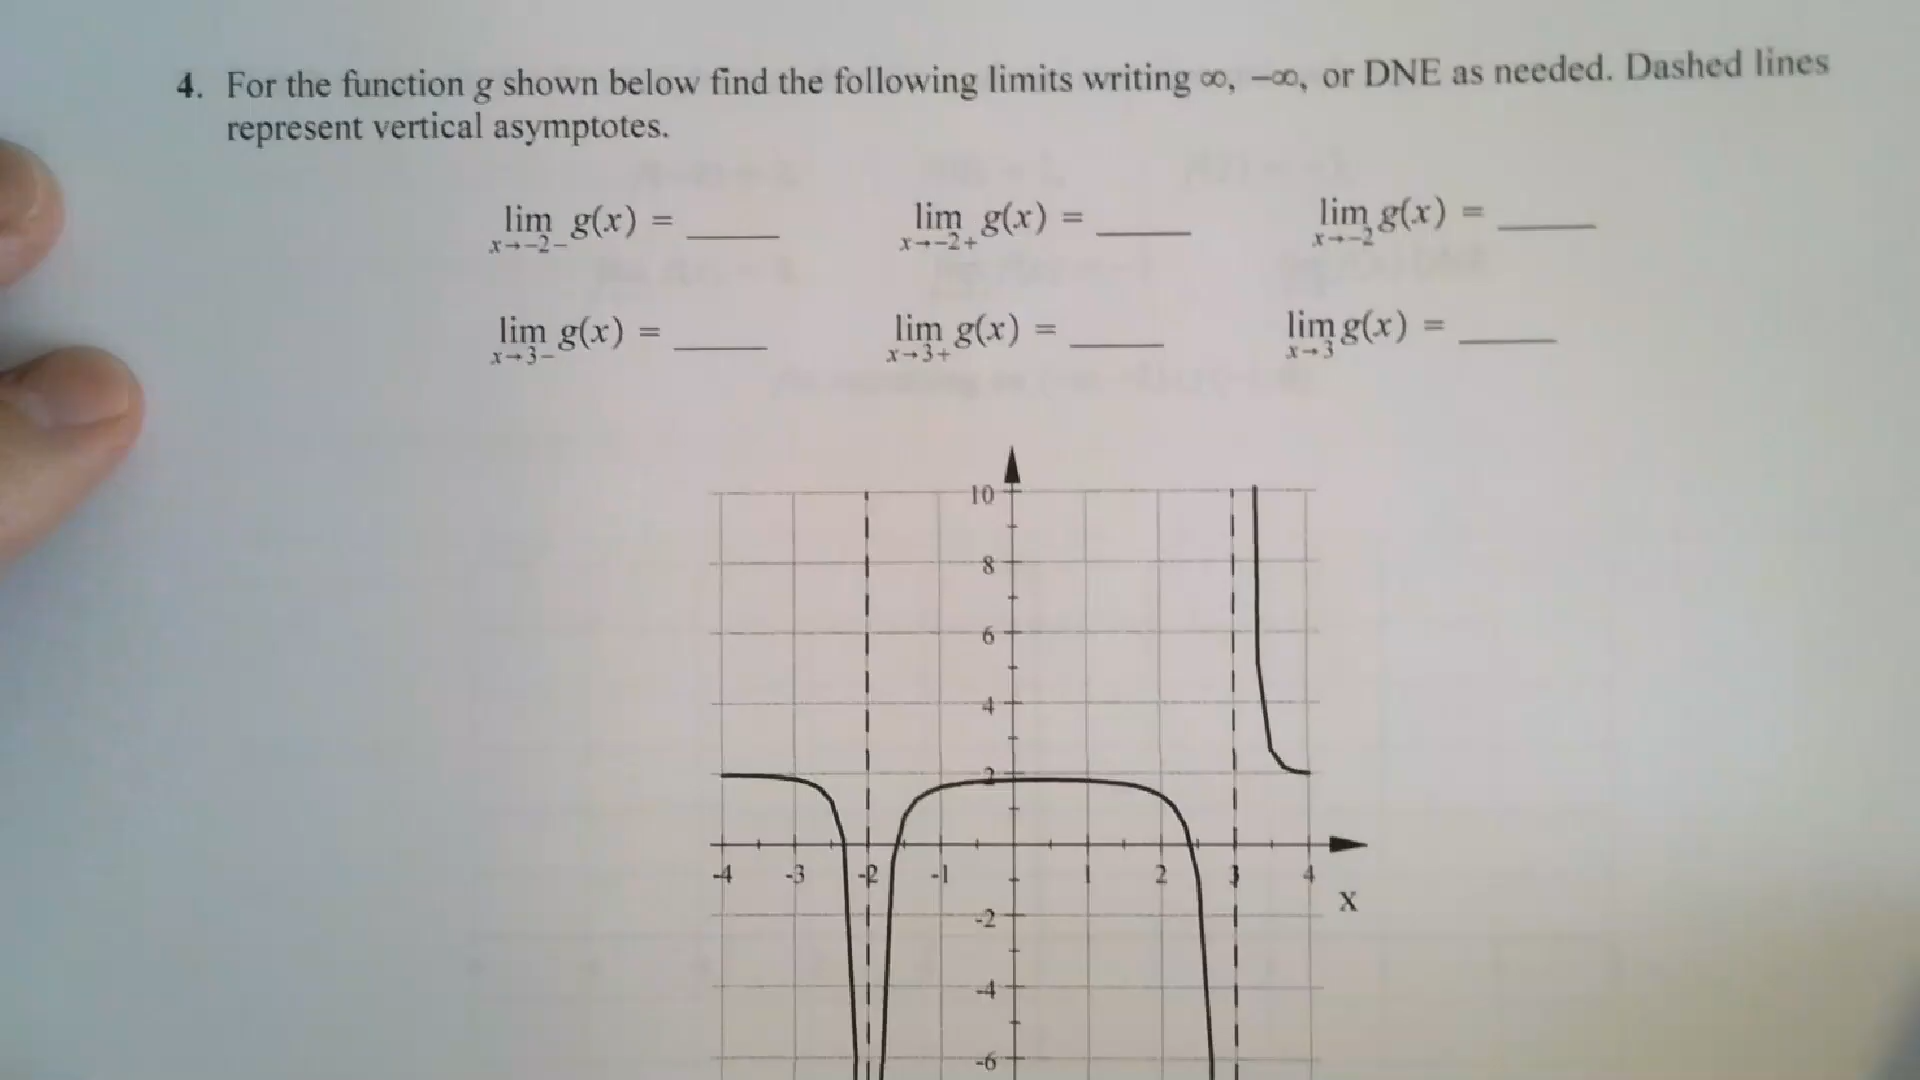 4. For the function g shown below find the following limits writing ∞, −∞, or DNE as needed. Dashed lines
represent vertical asymptotes.
lim g(x) = ____ lim g(x) = ____ lim g(x) = ____
x→−2− x→−2+ x→−2
lim g(x) = ____ lim g(x) = ____ lim g(x) = ____
x→3− x→3+ x→3
10
8
6
4
2
-4 -3 -2 -1 1 2 3 4
X
-2
-4
-6